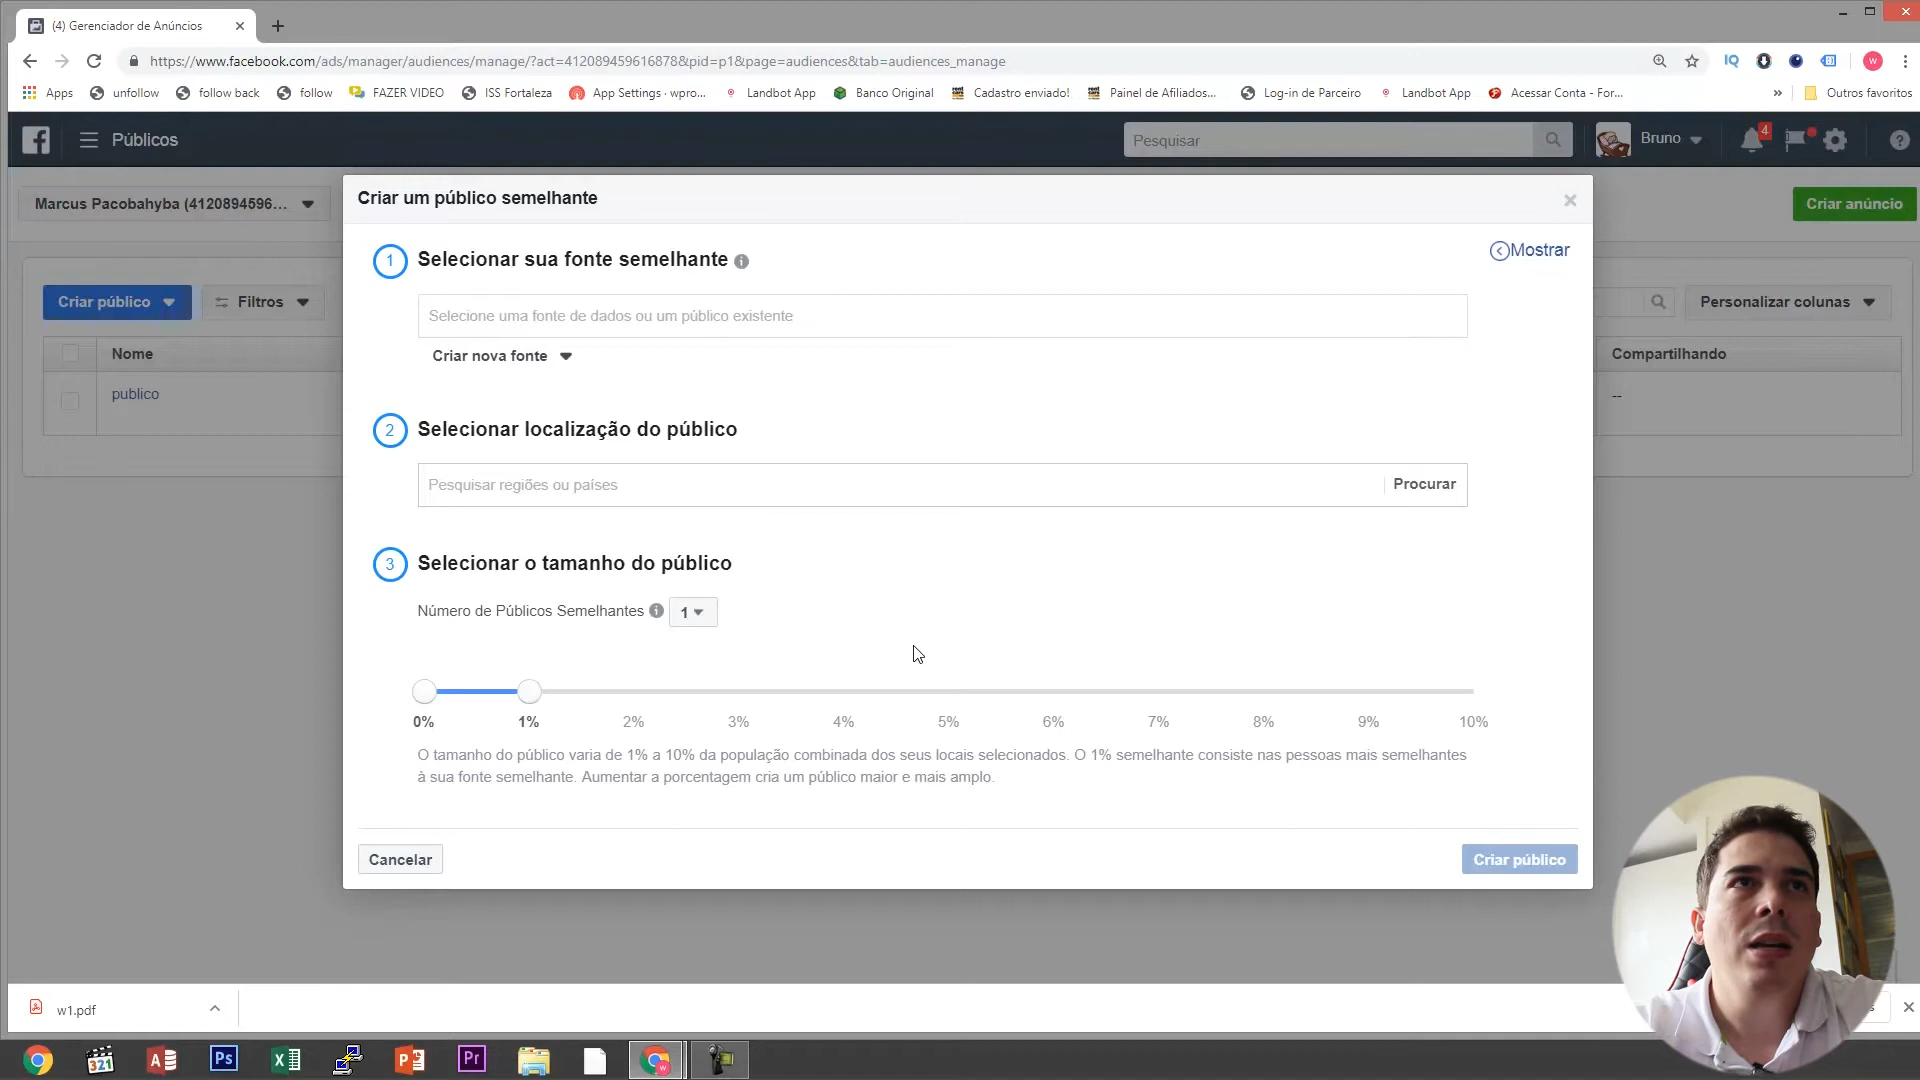 (4) Gerenciador de Anúncios
https://www.facebook.com/ads/manager/audiences/manage/?act=412089459616878&pid=p1&page=audiences&tab=audiences_manage
IQ
w
Apps
unfollow
follow back
follow
FAZER VIDEO
ISS Fortaleza
App Settings · wpro...
Landbot App
Banco Original
Cadastro enviado!
Painel de Afiliados...
Log-in de Parceiro
Landbot App
Acessar Conta - For...
»
Outros favoritos
Públicos
Pesquisar
Bruno
4
Marcus Pacobahyba (4120894596...
Criar anúncio
Criar um público semelhante
Criar público
Filtros
Personalizar colunas
Nome
Compartilhando
publico
--
1
Selecionar sua fonte semelhante
Mostrar
Selecione uma fonte de dados ou um público existente
Criar nova fonte
2
Selecionar localização do público
Pesquisar regiões ou países
Procurar
3
Selecionar o tamanho do público
Número de Públicos Semelhantes
1
0%
1%
2%
3%
4%
5%
6%
7%
8%
9%
10%
O tamanho do público varia de 1% a 10% da população combinada dos seus locais selecionados. O 1% semelhante consiste nas pessoas mais semelhantes
à sua fonte semelhante. Aumentar a porcentagem cria um público maior e mais amplo.
Cancelar
Criar público
w1.pdf
321
Ps
Pr